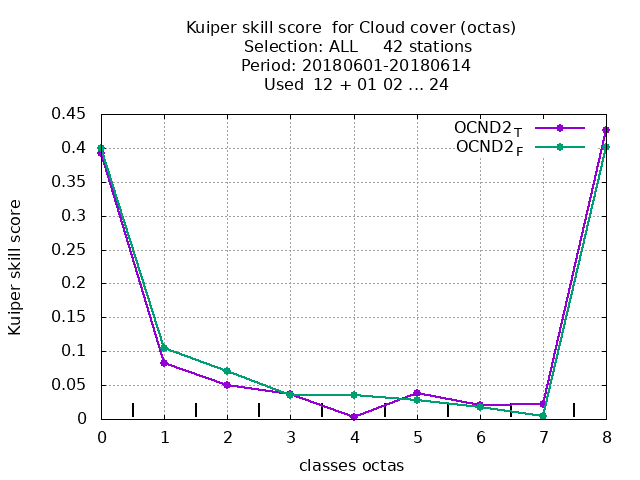 Kuiper skill score  for Cloud cover (octas)
Selection: ALL     42 stations
Period: 20180601-20180614
Used  12 + 01 02 ... 24
OCND2_T
OCND2_F
0.45
0.4
0.35
0.3
0.25
0.2
0.15
0.1
0.05
0
Kuiper skill score
0 1 2 3 4 5 6 7 8
classes octas